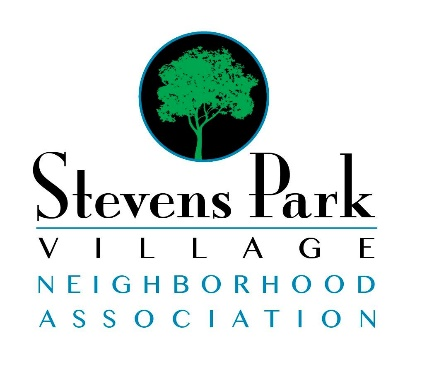 Stevens Park
VILLAGE
NEIGHBORHOOD
ASSOCIATION